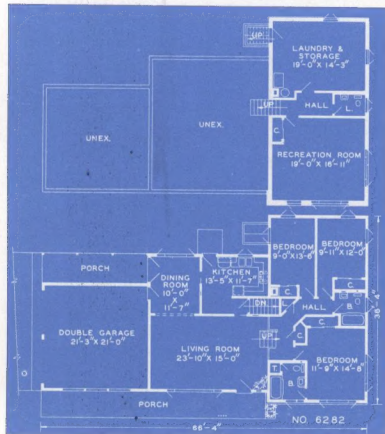 UP
LAUNDRY &
STORAGE
19'-0" X 14'-3"
UP
HALL
L.
UNEX.
UNEX.
C.
RECREATION ROOM
19'-0" X 16'-11"
BEDROOM
9'-0" X 13'-8"
BEDROOM
9'-11" X 12'-0"
PORCH
DINING
ROOM
10'-0"
X
11'-7"
KITCHEN
13'-5" X 11'-7"
C.
C.
DN.
L.
HALL
B.
C.
DOUBLE GARAGE
21'-3" X 21'-0"
LIVING ROOM
23'-10" X 15'-0"
UP
C.
BEDROOM
11'-9" X 14'-8"
T.
B.
38'-4"
PORCH
68'-4"
NO. 6282